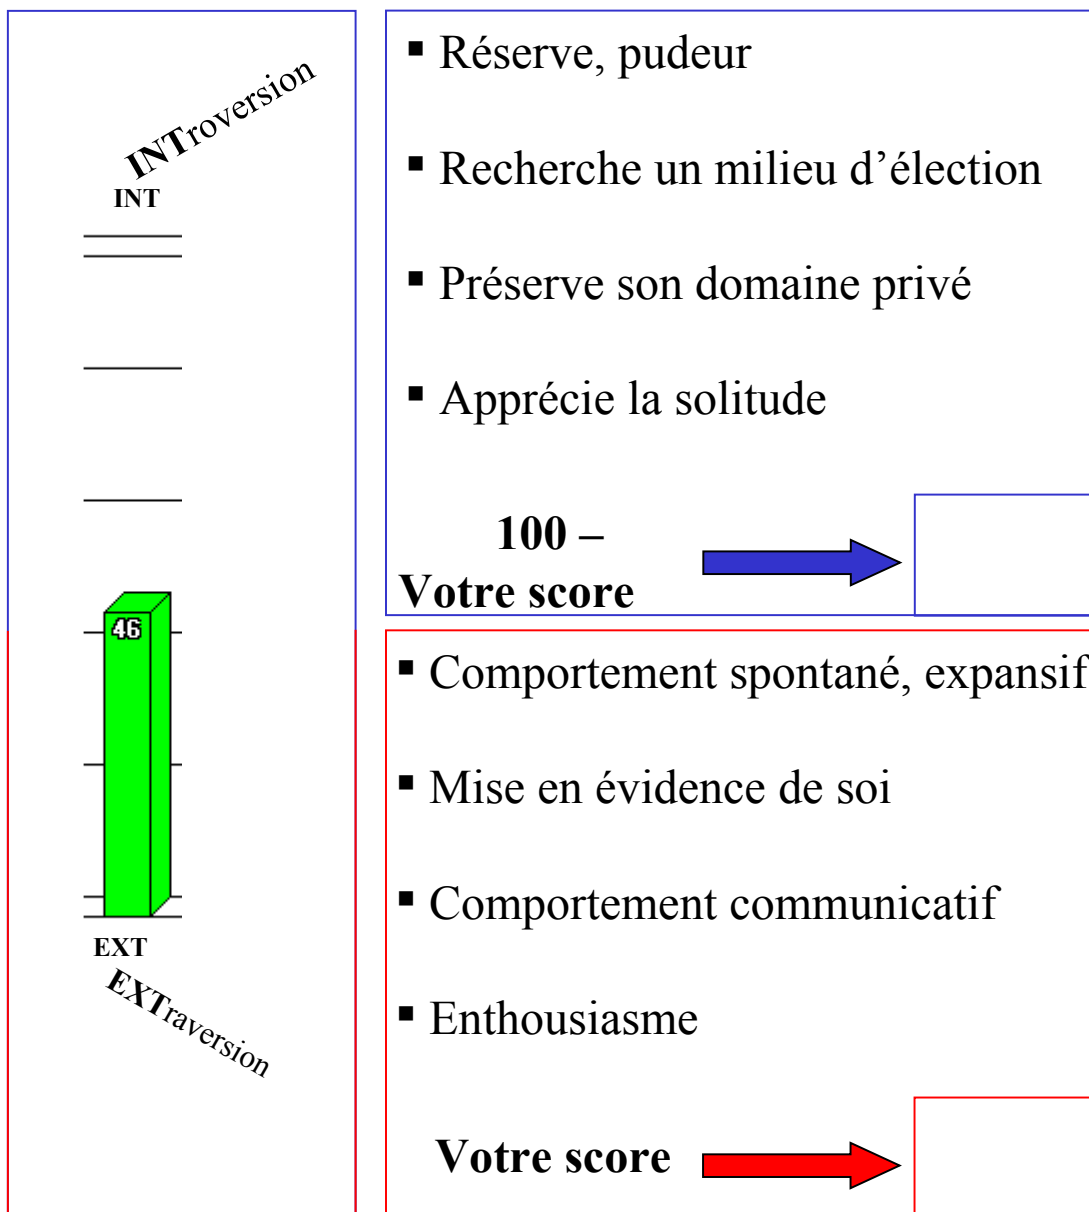 INTroversion
INT
46
EXT
EXTraversion
▪ Réserve, pudeur
▪ Recherche un milieu d’élection
▪ Préserve son domaine privé
▪ Apprécie la solitude
100 –
Votre score
▪ Comportement spontané, expansif
▪ Mise en évidence de soi
▪ Comportement communicatif
▪ Enthousiasme
Votre score